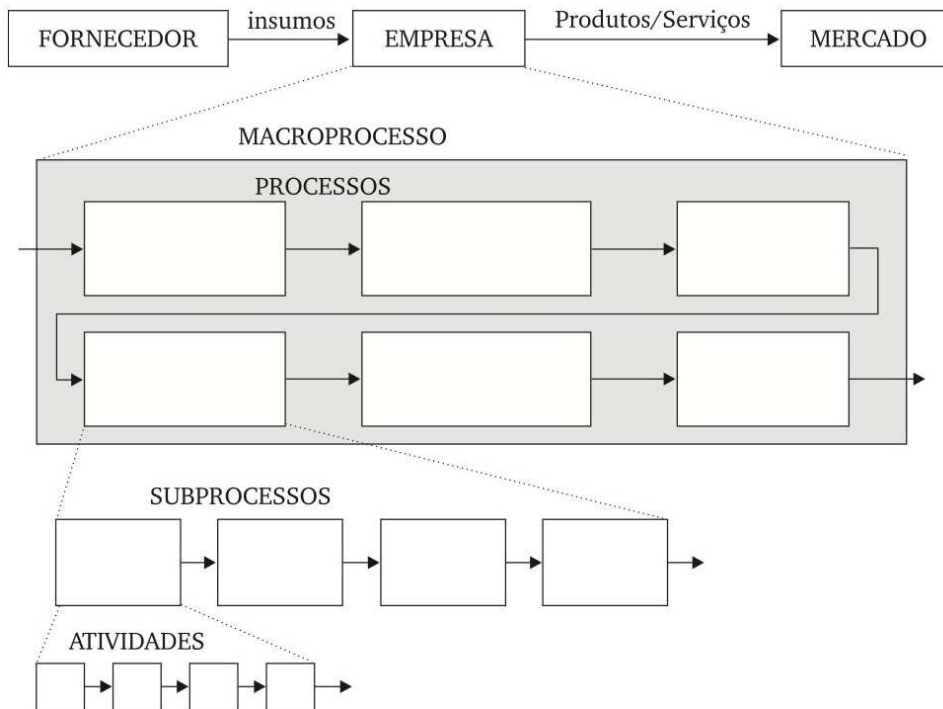 FORNECEDOR insumos EMPRESA Produtos/Serviços MERCADO
MACROPROCESSO
PROCESSOS
SUBPROCESSOS
ATIVIDADES